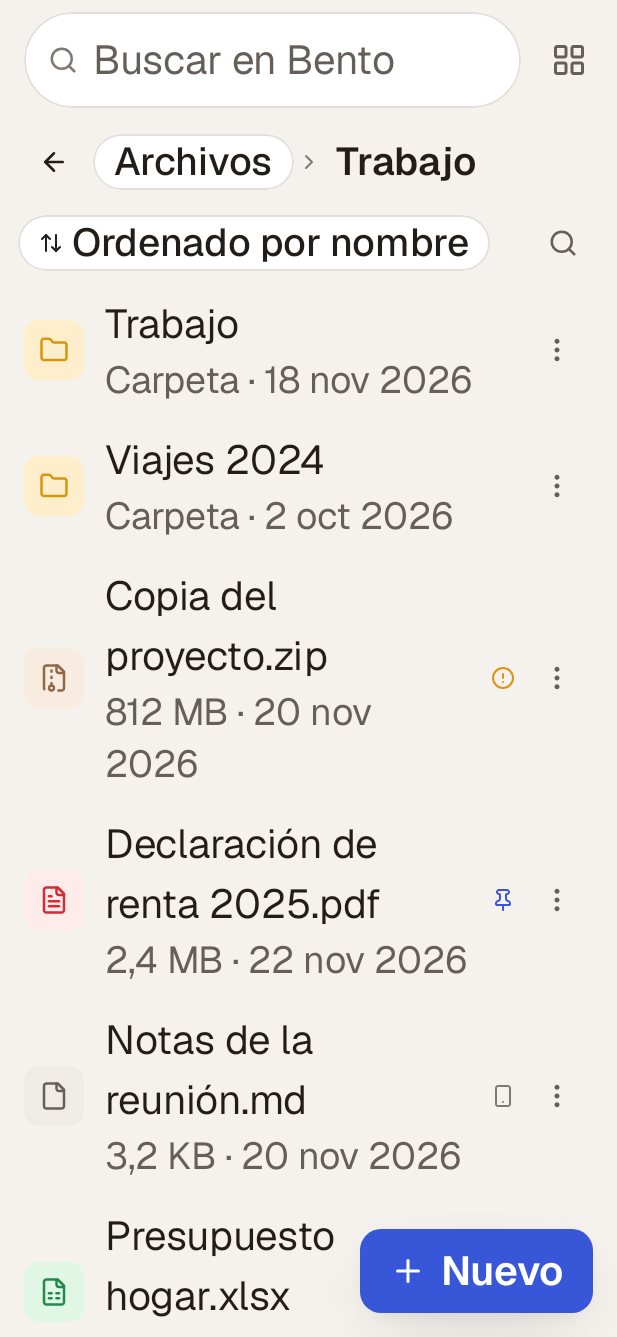 Buscar en Bento
Archivos
Trabajo
Ordenado por nombre
Trabajo
Carpeta · 18 nov 2026
Viajes 2024
Carpeta · 2 oct 2026
Copia del
proyecto.zip
812 MB · 20 nov
2026
Declaración de
renta 2025.pdf
2,4 MB · 22 nov 2026
Notas de la
reunión.md
3,2 KB · 20 nov 2026
Presupuesto
hogar.xlsx
Nuevo